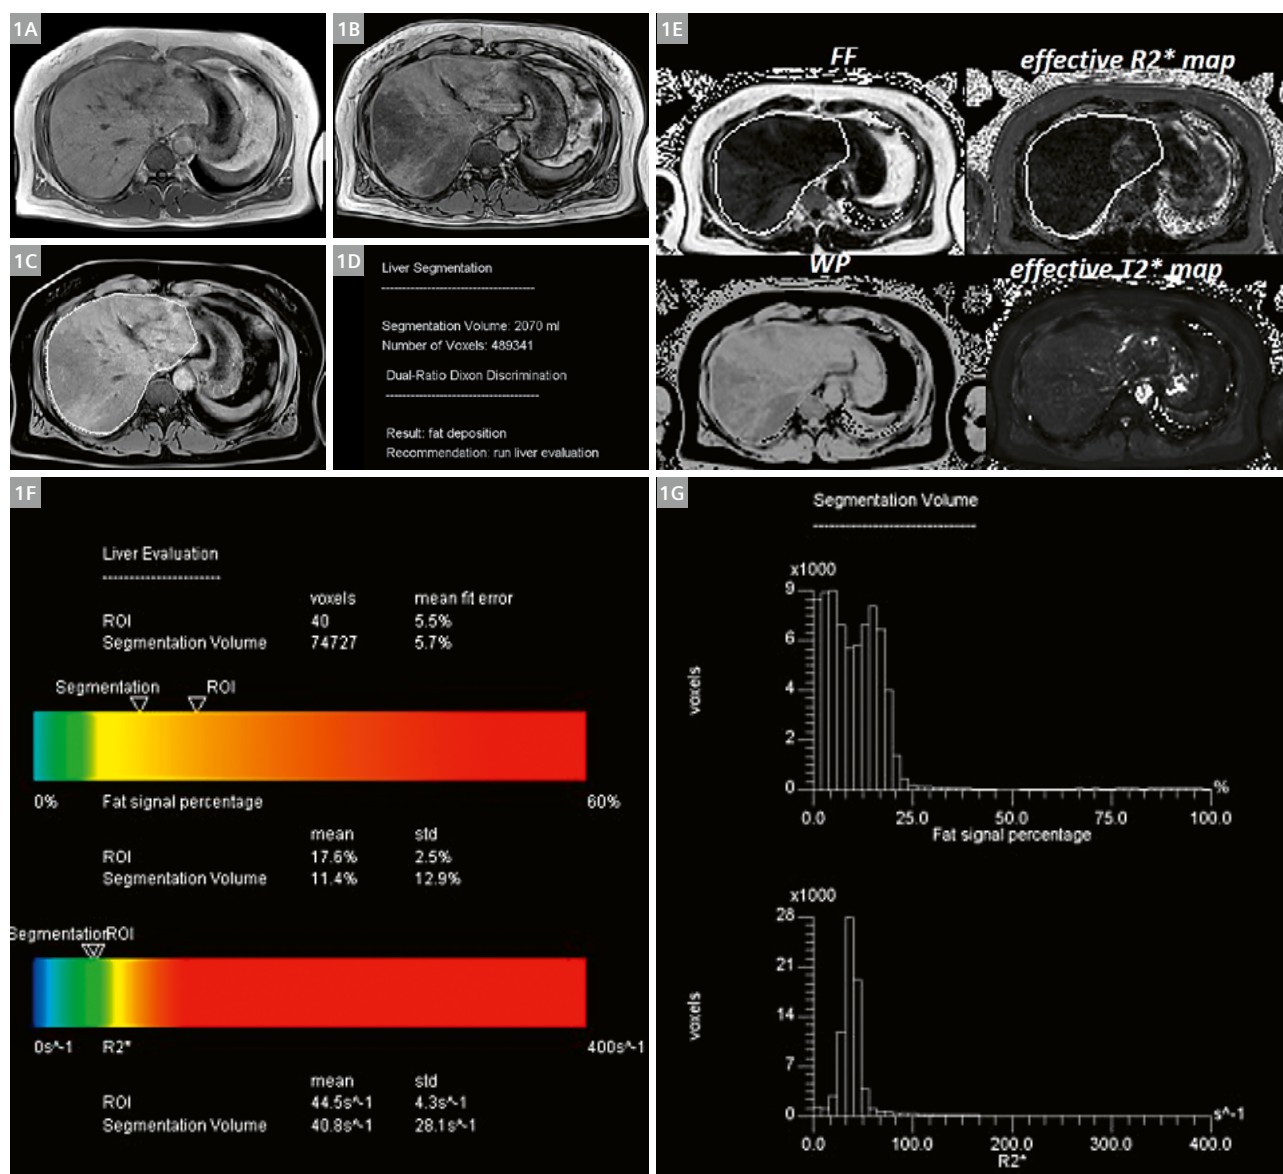 1A
1B
1C
1D
Liver Segmentation
------------------------------------
Segmentation Volume: 2070 ml
Number of Voxels: 489341
Dual-Ratio Dixon Discrimination
------------------------------------
Result: fat deposition
Recommendation: run liver evaluation
1E
FF
effective R2* map
WP
effective T2* map
1F
Liver Evaluation
-----------------------
voxels mean fit error
ROI 40 5.5%
Segmentation Volume 74727 5.7%
Segmentation ROI
0% Fat signal percentage 60%
mean std
ROI 17.6% 2.5%
Segmentation Volume 11.4% 12.9%
SegmentationROI
0s^-1 R2* 400s^-1
mean std
ROI 44.5s^-1 4.3s^-1
Segmentation Volume 40.8s^-1 28.1s^-1
1G
Segmentation Volume
--------------------------------
x1000
9
6
4
2
0
voxels
%
0.0 25.0 50.0 75.0 100.0
Fat signal percentage
x1000
28
21
14
7
0
voxels
s^-1
0.0 100.0 200.0 300.0 400.0
R2*